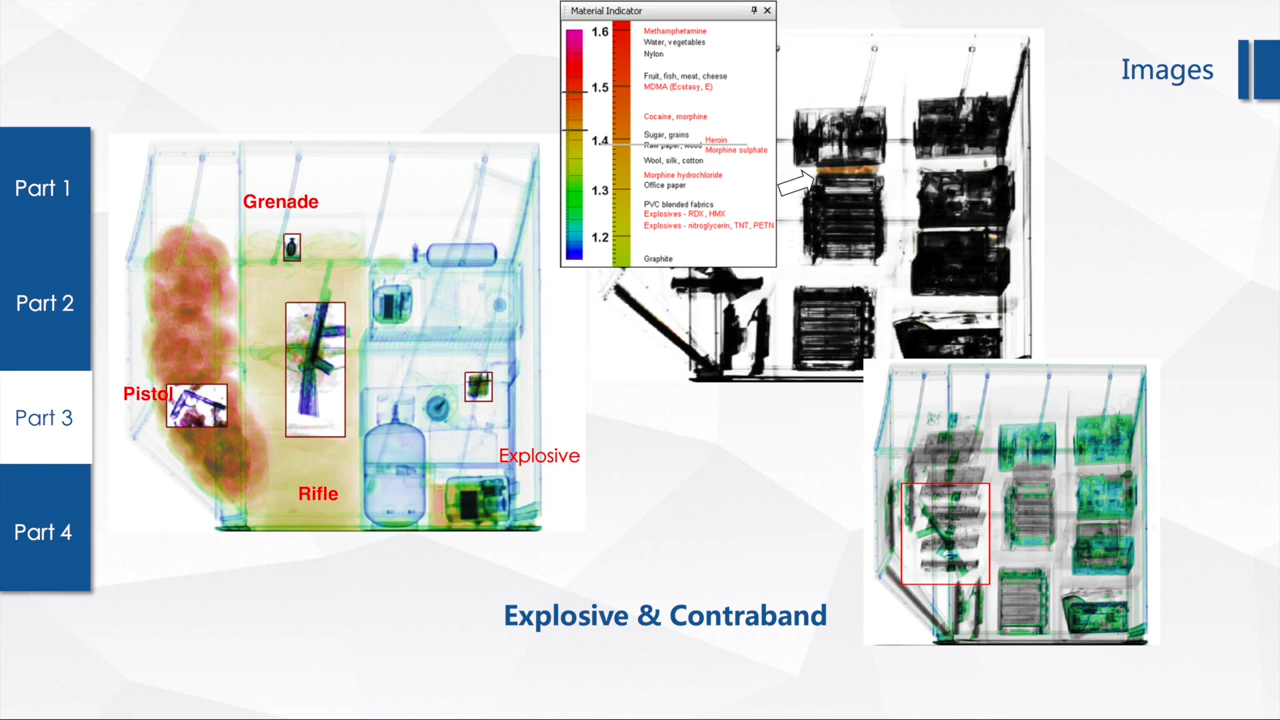 Images
Material Indicator
1.6
1.5
1.4
1.3
1.2
Methamphetamine
Water, vegetables
Nylon
Fruit, fish, meat, cheese
MDMA (Ecstasy, E)
Cocaine, morphine
Sugar, grains
Heroin
Raw paper, wood
Morphine sulphate
Wool, silk, cotton
Morphine hydrochloride
Office paper
PVC blended fabrics
Explosives - RDX, HMX
Explosives - nitroglycerin, TNT, PETN
Graphite
Part 1
Part 2
Part 3
Part 4
Grenade
Pistol
Rifle
Explosive
Explosive & Contraband